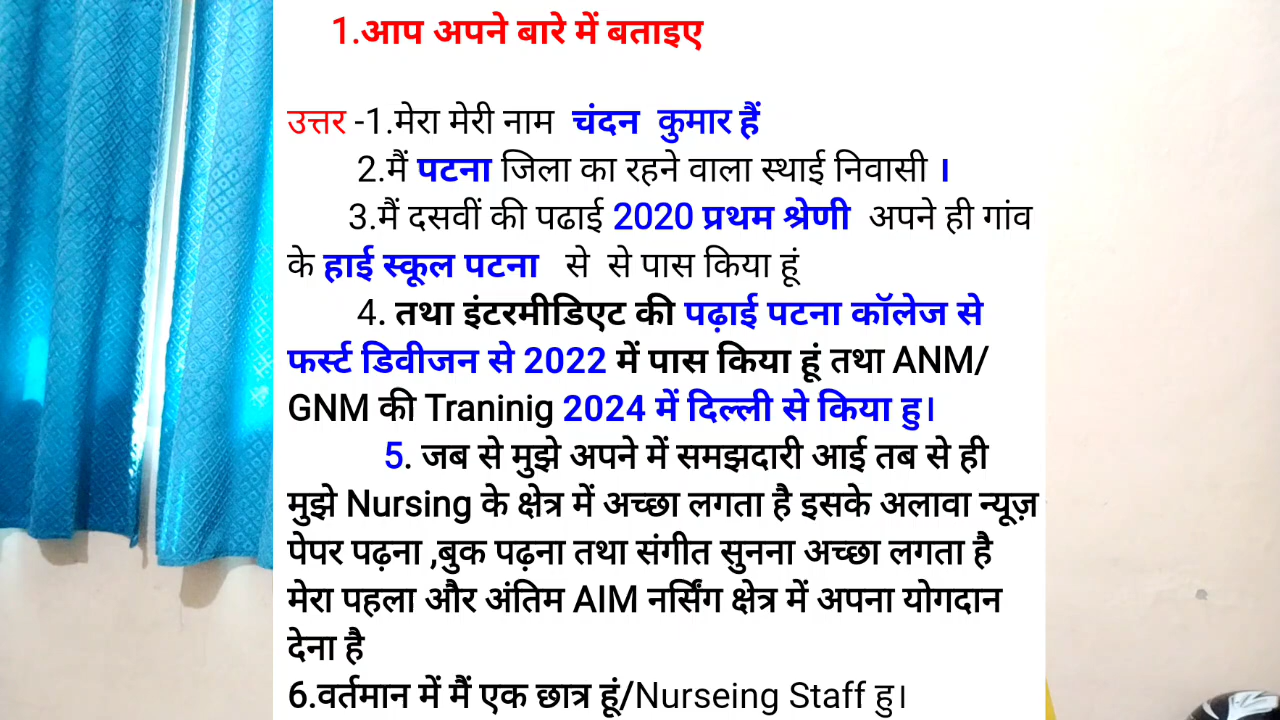 1.आप अपने बारे में बताइए
उत्तर -1.मेरा मेरी नाम चंदन कुमार हैं
2.मैं पटना जिला का रहने वाला स्थाई निवासी ।
3.मैं दसवीं की पढाई 2020 प्रथम श्रेणी अपने ही गांव
के हाई स्कूल पटना से से पास किया हूं
4. तथा इंटरमीडिएट की पढ़ाई पटना कॉलेज से
फर्स्ट डिवीजन से 2022 में पास किया हूं तथा ANM/
GNM की Traninig 2024 में दिल्ली से किया हु।
5. जब से मुझे अपने में समझदारी आई तब से ही
मुझे Nursing के क्षेत्र में अच्छा लगता है इसके अलावा न्यूज़
पेपर पढ़ना ,बुक पढ़ना तथा संगीत सुनना अच्छा लगता है
मेरा पहला और अंतिम AIM नर्सिंग क्षेत्र में अपना योगदान
देना है
6.वर्तमान में मैं एक छात्र हूं/Nurseing Staff हु।